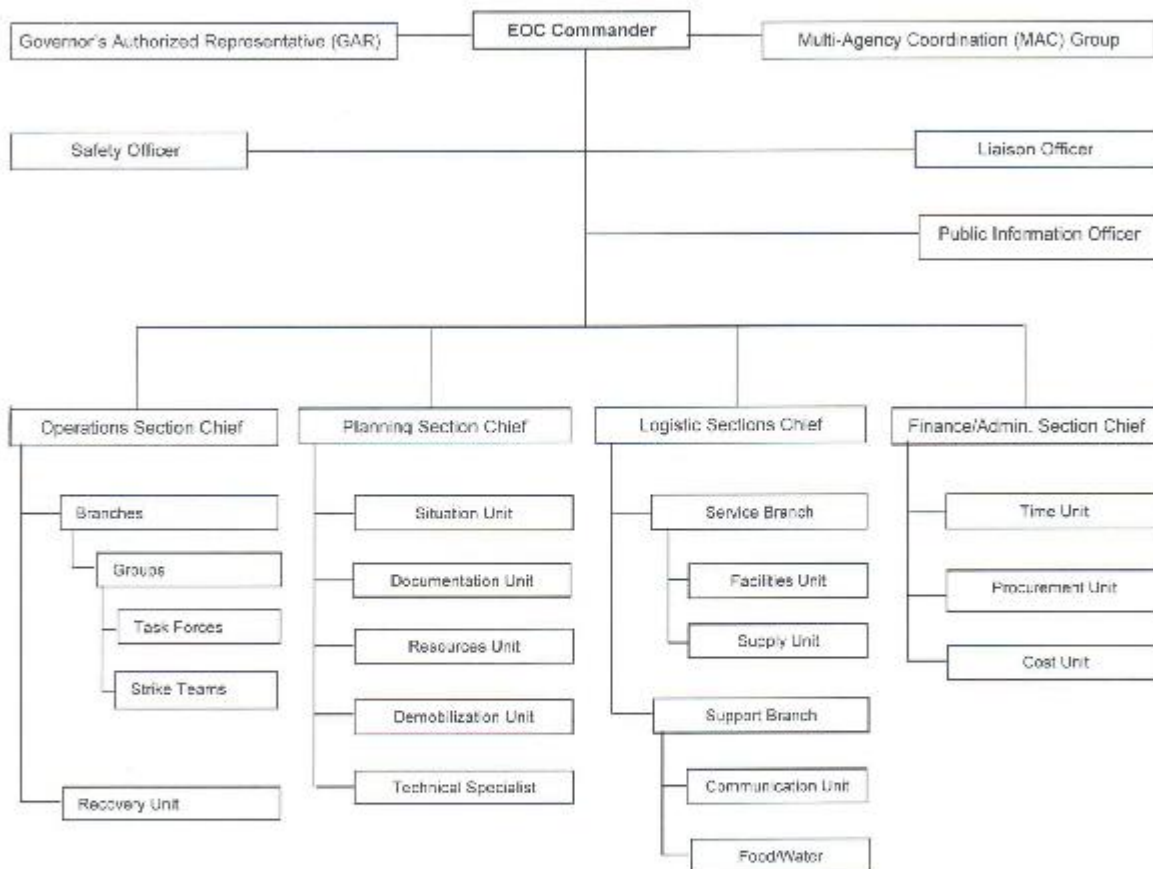 EOC Commander
Governor's Authorized Representative (GAR)
Multi-Agency Coordination (MAC) Group
Safety Officer
Liaison Officer
Public Information Officer
Operations Section Chief
Planning Section Chief
Logistic Sections Chief
Finance/Admin. Section Chief
Branches
Groups
Task Forces
Strike Teams
Recovery Unit
Situation Unit
Documentation Unit
Resources Unit
Demobilization Unit
Technical Specialist
Service Branch
Facilities Unit
Supply Unit
Support Branch
Communication Unit
Food/Water
Time Unit
Procurement Unit
Cost Unit